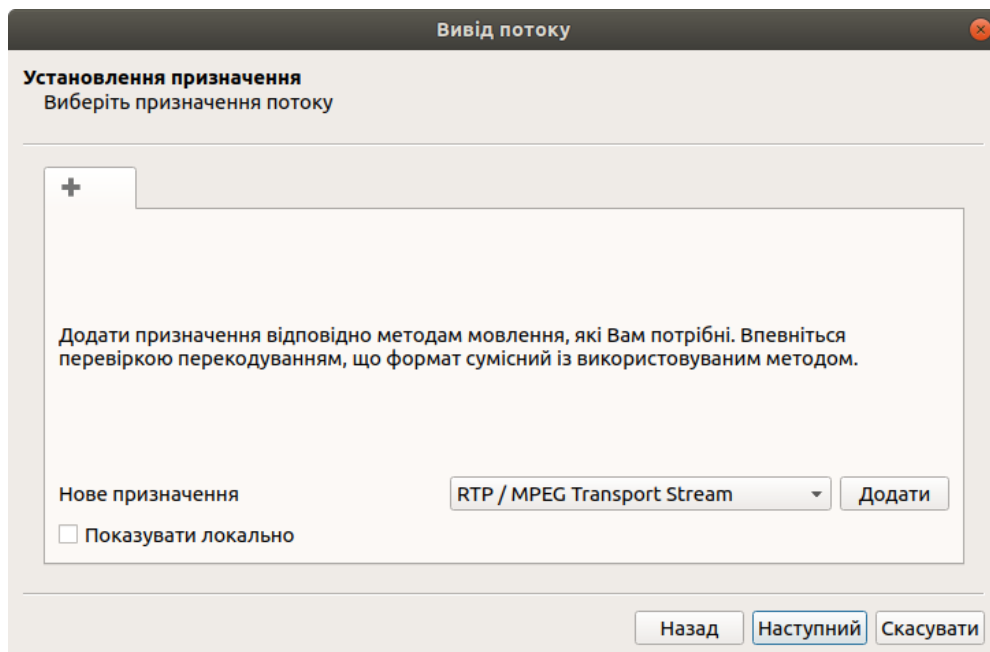 Вивід потоку
Установлення призначення
Виберіть призначення потоку
Додати призначення відповідно методам мовлення, які Вам потрібні. Впевніться
перевіркою перекодуванням, що формат сумісний із використовуваним методом.
Нове призначення RTP / MPEG Transport Stream Додати
Показувати локально
Назад Наступний Скасувати